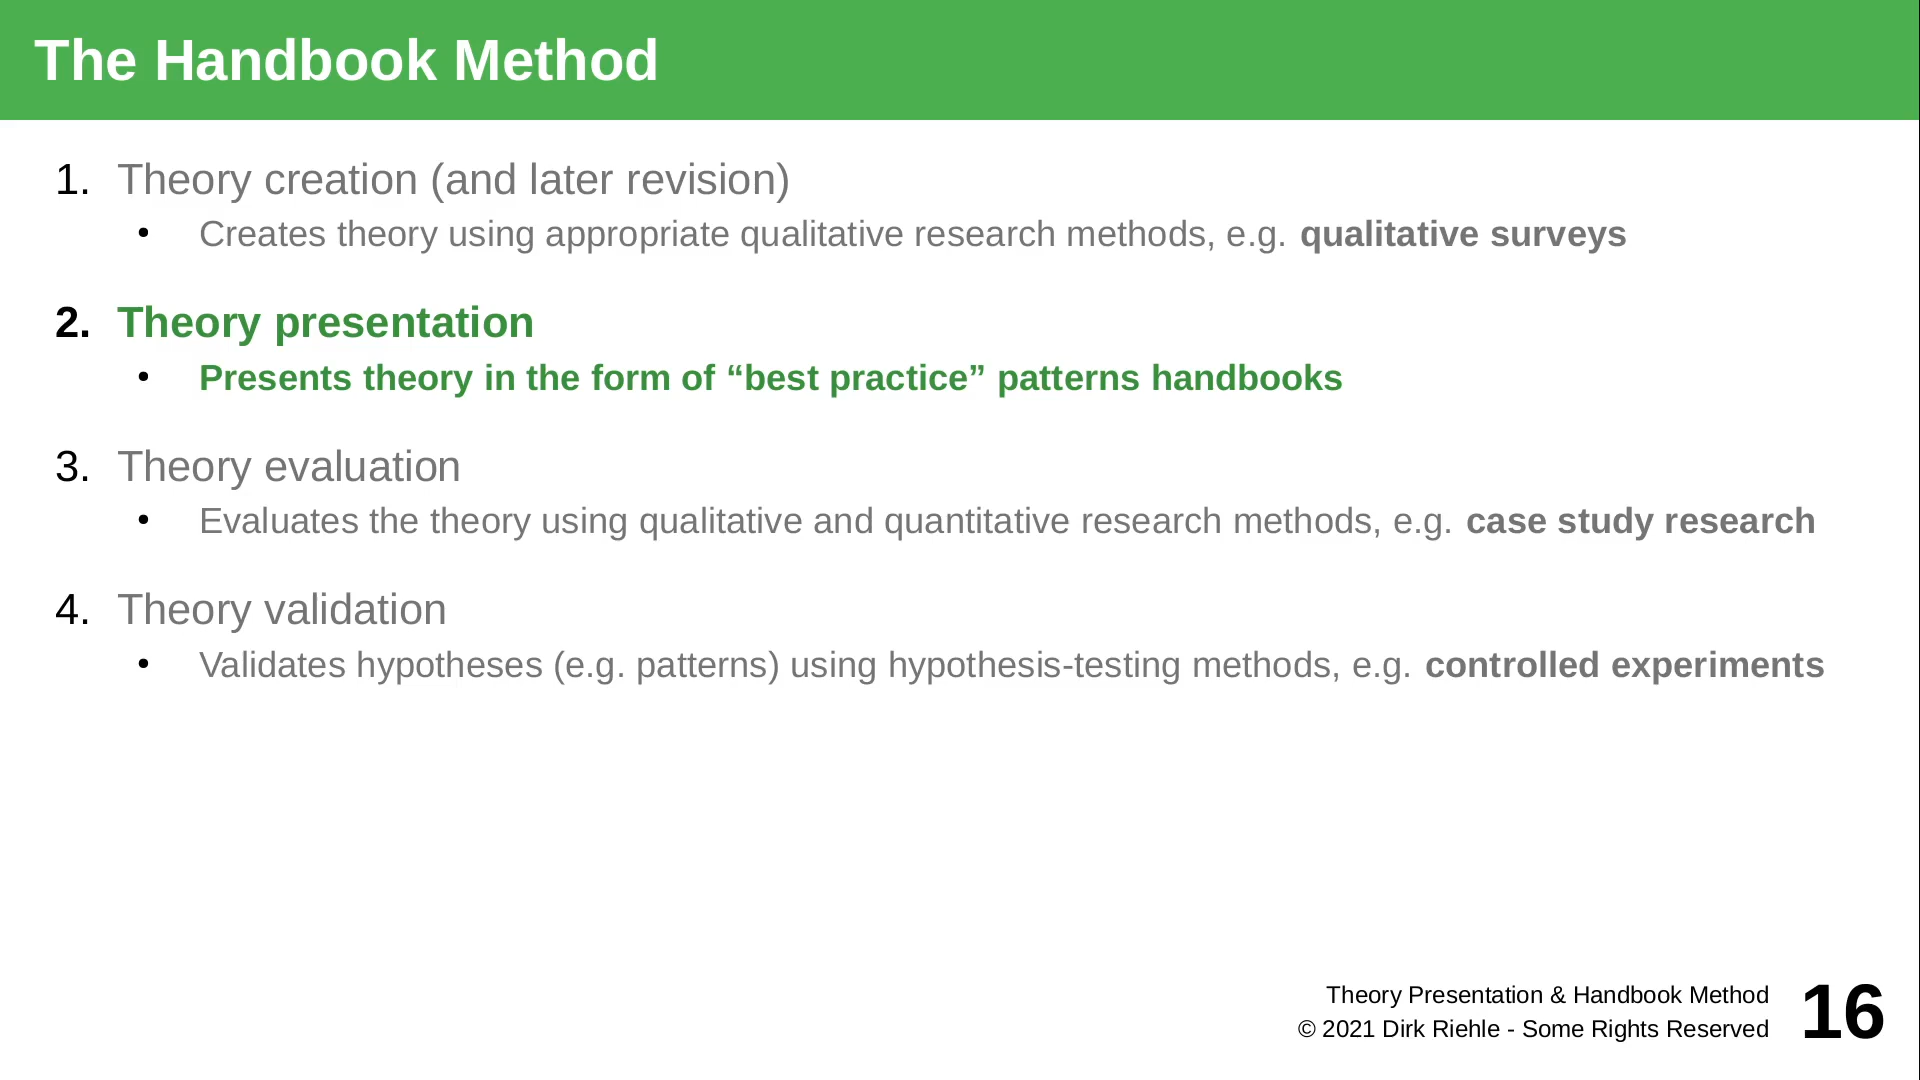 The Handbook Method
1. Theory creation (and later revision)
• Creates theory using appropriate qualitative research methods, e.g. qualitative surveys
2. Theory presentation
• Presents theory in the form of “best practice” patterns handbooks
3. Theory evaluation
• Evaluates the theory using qualitative and quantitative research methods, e.g. case study research
4. Theory validation
• Validates hypotheses (e.g. patterns) using hypothesis-testing methods, e.g. controlled experiments
Theory Presentation & Handbook Method
© 2021 Dirk Riehle - Some Rights Reserved
16